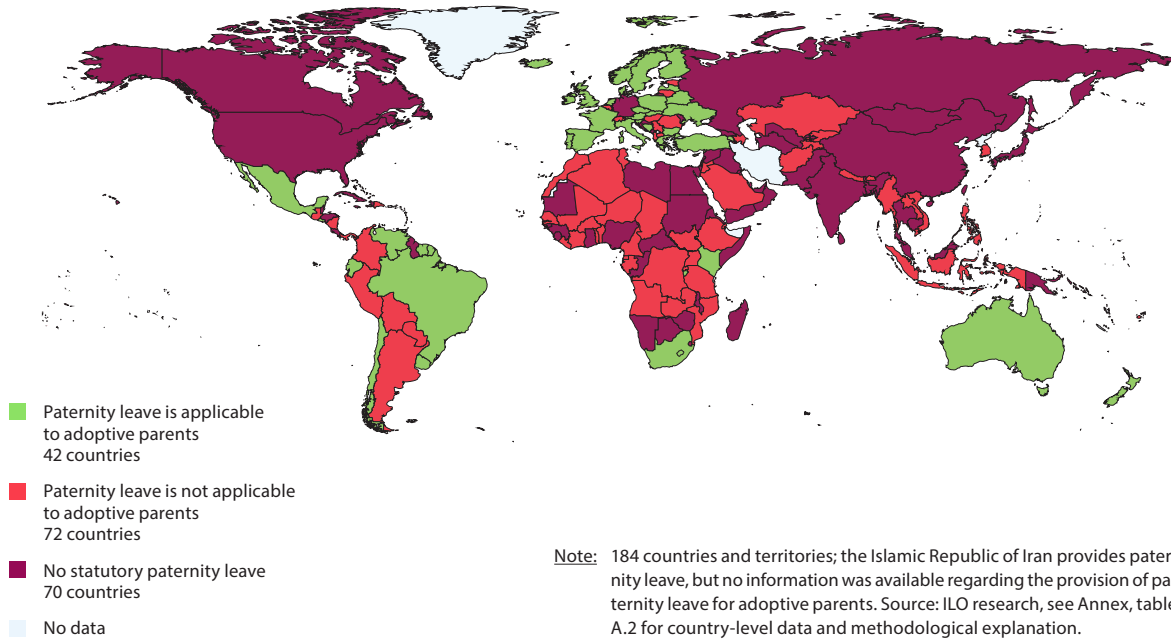 Paternity leave is applicable
to adoptive parents
42 countries
Paternity leave is not applicable
to adoptive parents
72 countries
No statutory paternity leave
70 countries
No data
Note: 184 countries and territories; the Islamic Republic of Iran provides pater-
nity leave, but no information was available regarding the provision of pa-
ternity leave for adoptive parents. Source: ILO research, see Annex, table
A.2 for country-level data and methodological explanation.